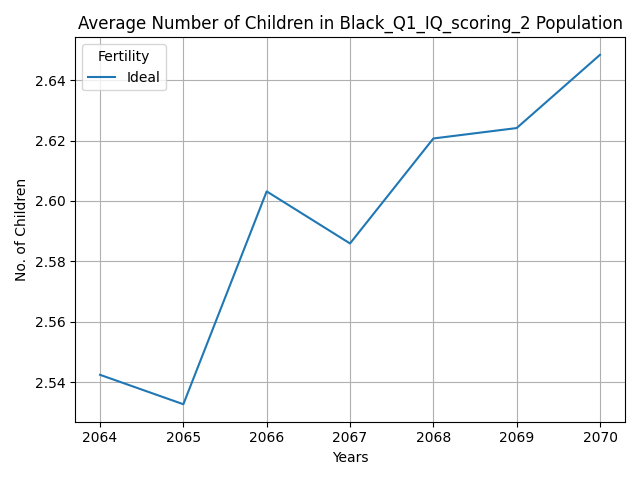 Average Number of Children in Black_Q1_IQ_scoring_2 Population
Fertility
Ideal
2.64
2.62
2.60
2.58
2.56
2.54
No. of Children
2064 2065 2066 2067 2068 2069 2070
Years